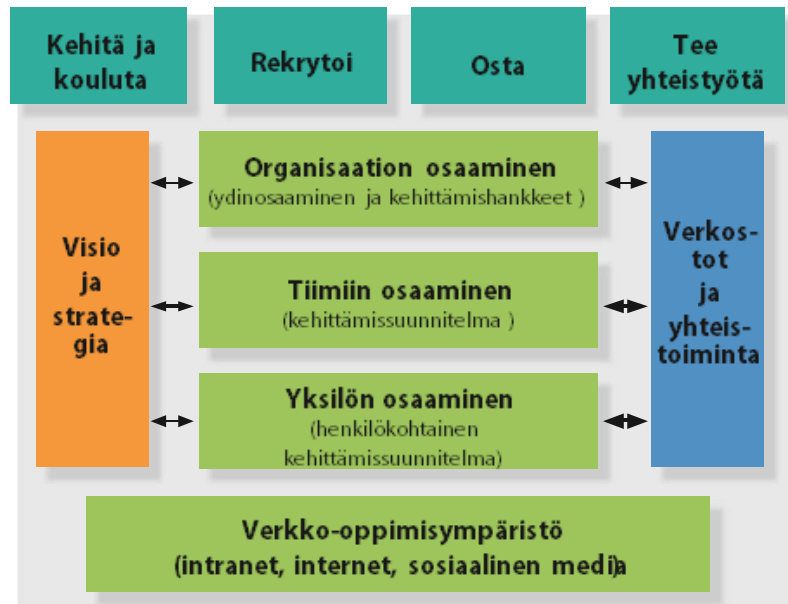 Kehitä ja
kouluta
Rekrytoi
Osta
Tee
yhteistyötä
Visio
ja
strate-
gia
Organisaation osaaminen
(ydinosaaminen ja kehittämishankkeet )
Tiimiin osaaminen
(kehittämissuunnitelma )
Yksilön osaaminen
(henkilökohtainen
kehittämissuunnitelma)
Verkos-
tot
ja
yhteis-
toiminta
Verkko-oppimisympäristö
(intranet, internet, sosiaalinen media)